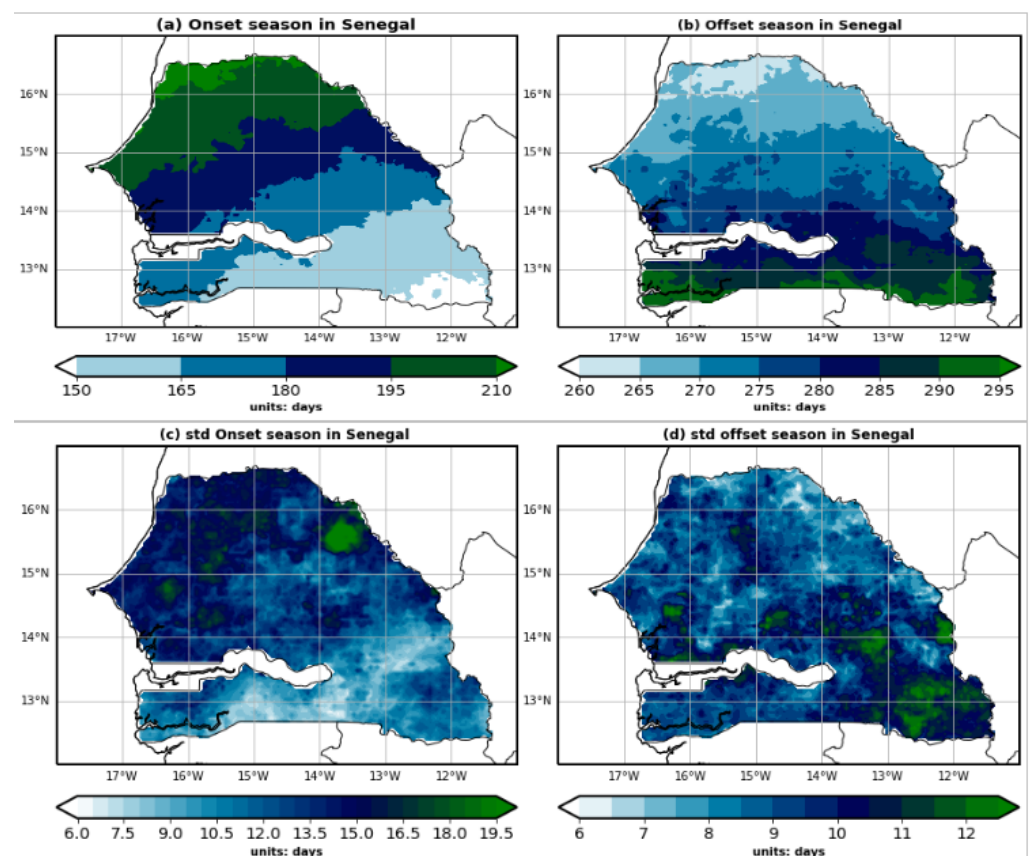 (a) Onset season in Senegal
16°N
15°N
14°N
13°N
17°W 16°W 15°W 14°W 13°W 12°W
150 165 180 195 210
units: days
(b) Offset season in Senegal
16°N
15°N
14°N
13°N
17°W 16°W 15°W 14°W 13°W 12°W
260 265 270 275 280 285 290 295
units: days
(c) std Onset season in Senegal
16°N
15°N
14°N
13°N
17°W 16°W 15°W 14°W 13°W 12°W
6.0 7.5 9.0 10.5 12.0 13.5 15.0 16.5 18.0 19.5
units: days
(d) std offset season in Senegal
16°N
15°N
14°N
13°N
17°W 16°W 15°W 14°W 13°W 12°W
6 7 8 9 10 11 12
units: days